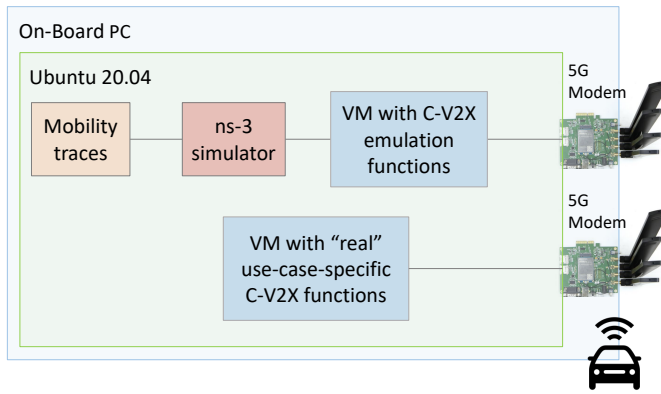 On-Board PC
Ubuntu 20.04
5G
Modem
Mobility
traces
ns-3
simulator
VM with C-V2X
emulation
functions
5G
Modem
VM with “real”
use-case-specific
C-V2X functions